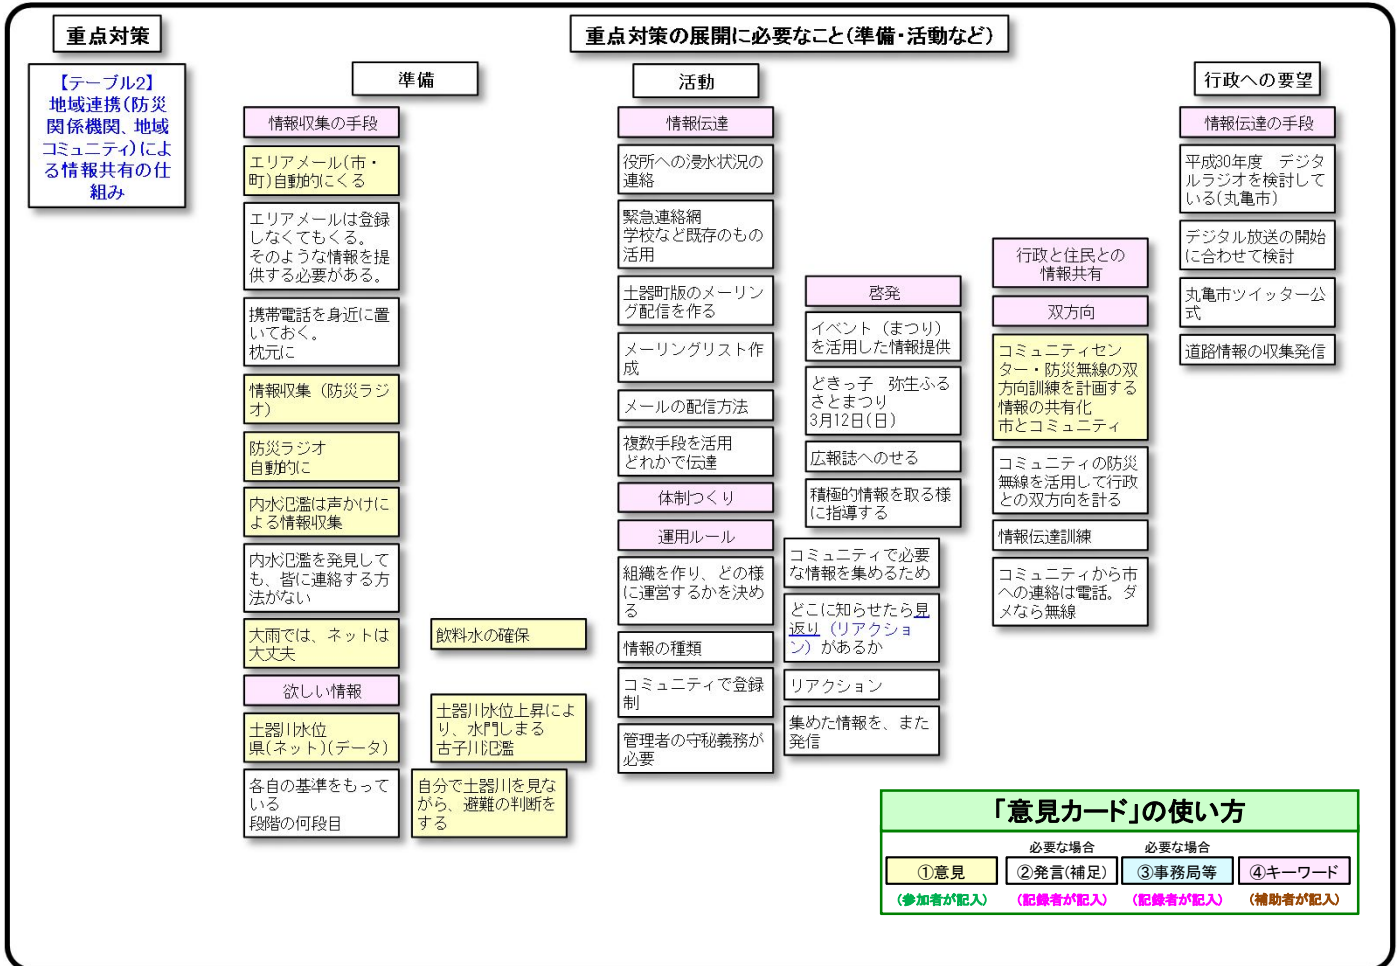 重点対策
重点対策の展開に必要なこと(準備・活動など)
【テーブル2】
地域連携(防災
関係機関、地域
コミュニティ)によ
る情報共有の仕
組み
準備
情報収集の手段
エリアメール(市・
町)自動的にくる
エリアメールは登録
しなくてもくる。
そのような情報を提
供する必要がある。
携帯電話を身近に置
いておく。
枕元に
情報収集（防災ラジ
オ）
防災ラジオ
自動的に
内水氾濫は声かけに
よる情報収集
内水氾濫を発見して
も、皆に連絡する方
法がない
大雨では、ネットは
大丈夫
飲料水の確保
欲しい情報
土器川水位
県(ネット)(データ)
土器川水位上昇によ
り、水門しまる
古子川氾濫
各自の基準をもって
いる
段階の何段目
自分で土器川を見な
がら、避難の判断を
する
活動
情報伝達
役所への浸水状況の
連絡
緊急連絡網
学校など既存のもの
活用
土器町版のメーリン
グ配信を作る
メーリングリスト作
成
メールの配信方法
複数手段を活用
どれかで伝達
体制つくり
運用ルール
組織を作り、どの様
に運営するかを決め
る
情報の種類
コミュニティで登録
制
管理者の守秘義務が
必要
啓発
イベント（まつり）
を活用した情報提供
どきっ子　弥生ふる
さとまつり
3月12日(日)
広報誌へのせる
積極的情報を取る様
に指導する
コミュニティで必要
な情報を集めるため
どこに知らせたら見
返り（リアクショ
ン）があるか
リアクション
集めた情報を、また
発信
行政と住民との
情報共有
双方向
コミュニティセン
ター・防災無線の双
方向訓練を計画する
情報の共有化
市とコミュニティ
コミュニティの防災
無線を活用して行政
との双方向を計る
情報伝達訓練
コミュニティから市
への連絡は電話。ダ
メなら無線
行政への要望
情報伝達の手段
平成30年度　デジタ
ルラジオを検討して
いる(丸亀市)
デジタル放送の開始
に合わせて検討
丸亀市ツイッター公
式
道路情報の収集発信
「意見カード」の使い方
必要な場合　必要な場合
①意見　②発言(補足)　③事務局等　④キーワード
(参加者が記入)　(記録者が記入)　(記録者が記入)　(補助者が記入)